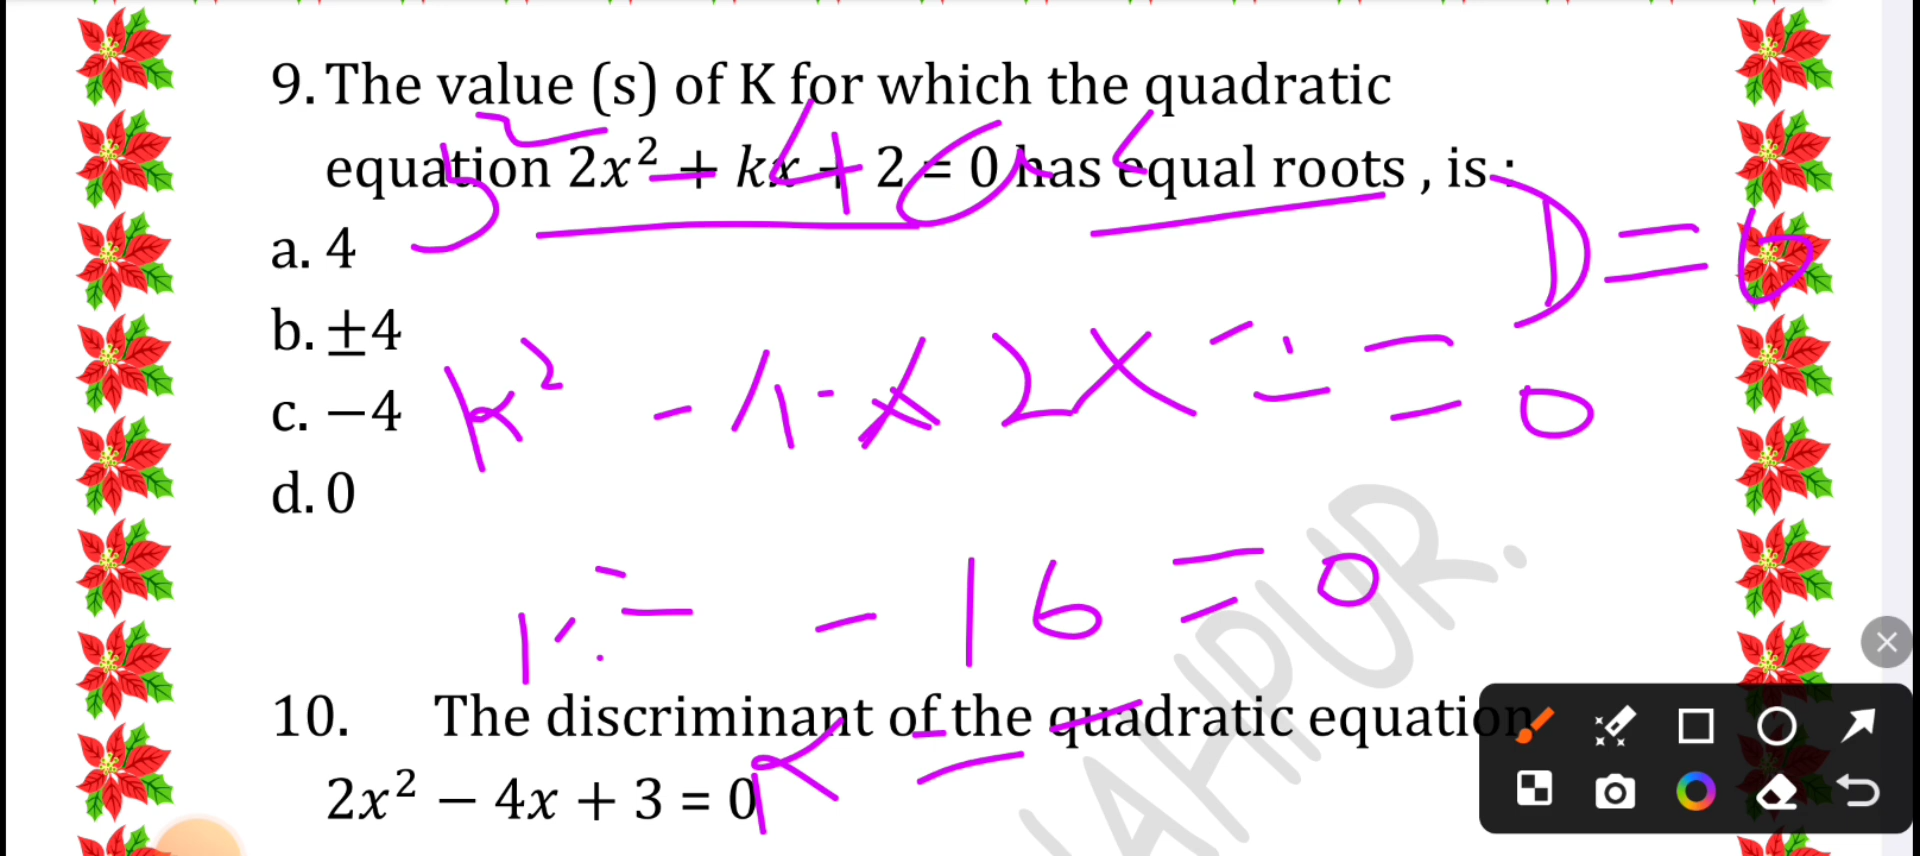 9. The value (s) of K for which the quadratic
equation 2x² + kx + 2 = 0 has equal roots , is :
D = 0
a. 4
b. ±4
c. −4
k² - 4 × 2 × 2 = 0
d. 0
k² - 16 = 0
10. The discriminant of the quadratic equation
k =
2x² − 4x + 3 = 0
AHPUR.